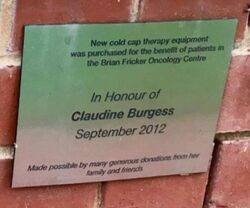 New cold cap therapy equipment
was purchased for the benefit of patients in
the Brian Fricker Oncology Centre
In Honour of
Claudine Burgess
September 2012
Made possible by many generous donations from her
family and friends